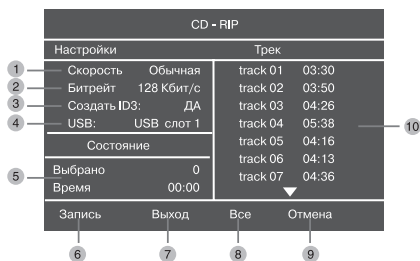 CD - RIP
Настройки
Трек
1 Скорость Обычная
2 Битрейт 128 Кбит/с
3 Создать ID3: ДА
4 USB: USB слот 1
Состояние
5
Выбрано 0
Время 00:00
track 01 03:30
track 02 03:50
track 03 04:26
track 04 05:38
track 05 04:16
track 06 04:13
track 07 04:36
10
Запись Выход Все Отмена
6 7 8 9